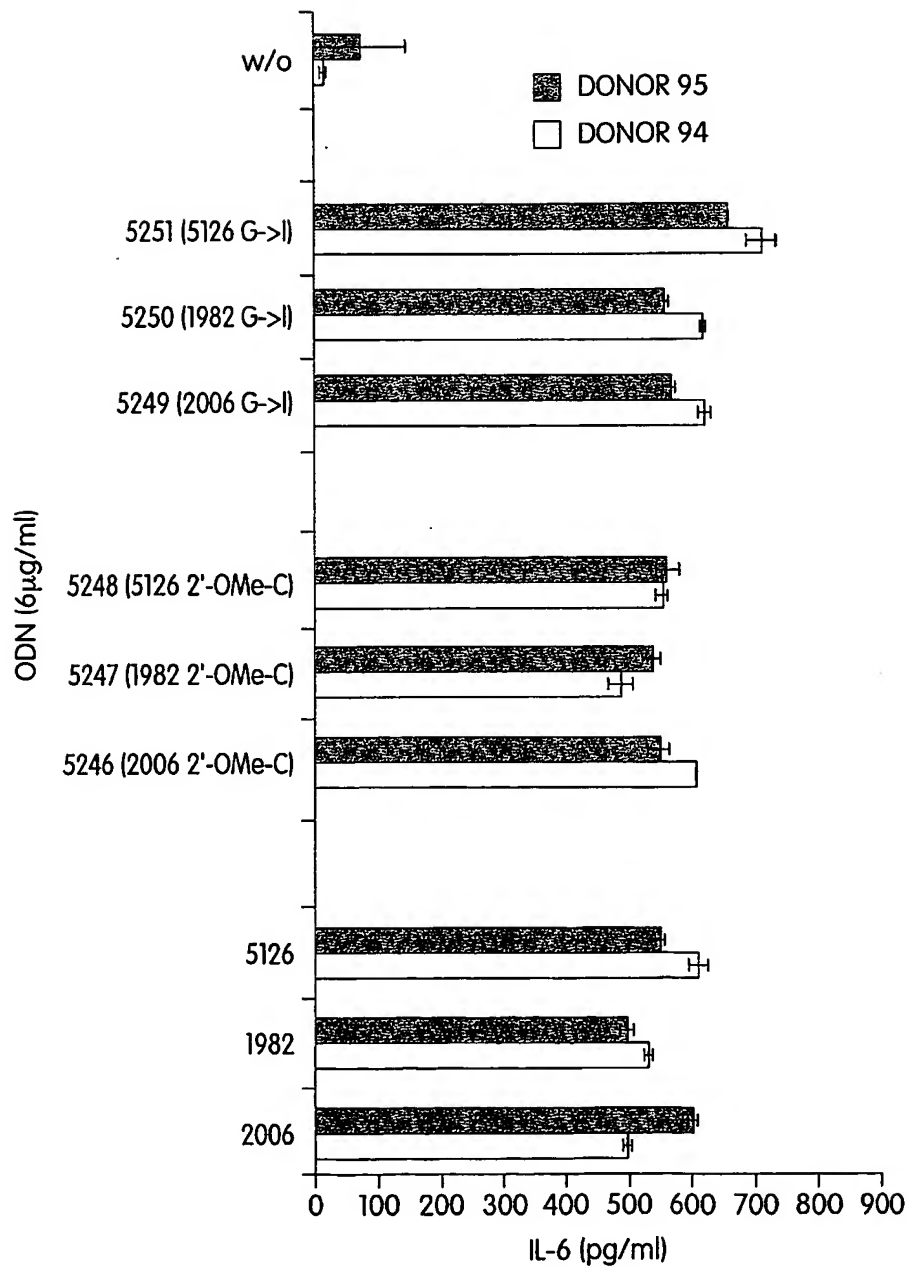 w/o
DONOR 95
DONOR 94
5251 (5126 G->I)
5250 (1982 G->I)
5249 (2006 G->I)
5248 (5126 2'-OMe-C)
5247 (1982 2'-OMe-C)
5246 (2006 2'-OMe-C)
5126
1982
2006
ODN (6µg/ml)
0 100 200 300 400 500 600 700 800 900
IL-6 (pg/ml)